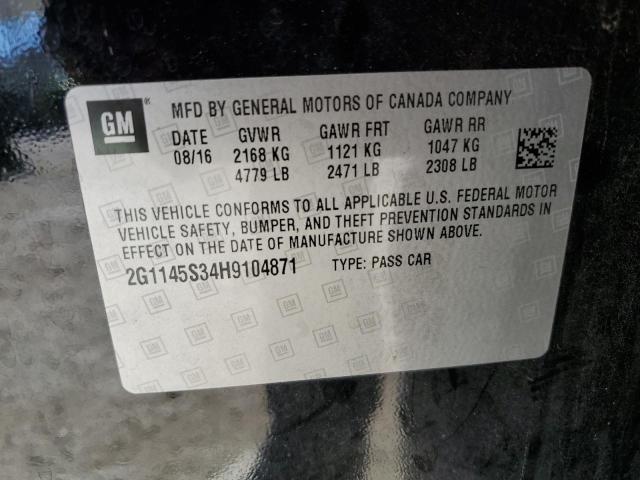 GM
MFD BY GENERAL MOTORS OF CANADA COMPANY
DATE GVWR GAWR FRT GAWR RR
08/16 2168 KG 1121 KG 1047 KG
4779 LB 2471 LB 2308 LB
THIS VEHICLE CONFORMS TO ALL APPLICABLE U.S. FEDERAL MOTOR
VEHICLE SAFETY, BUMPER, AND THEFT PREVENTION STANDARDS IN
EFFECT ON THE DATE OF MANUFACTURE SHOWN ABOVE.
2G1145S34H9104871 TYPE: PASS CAR